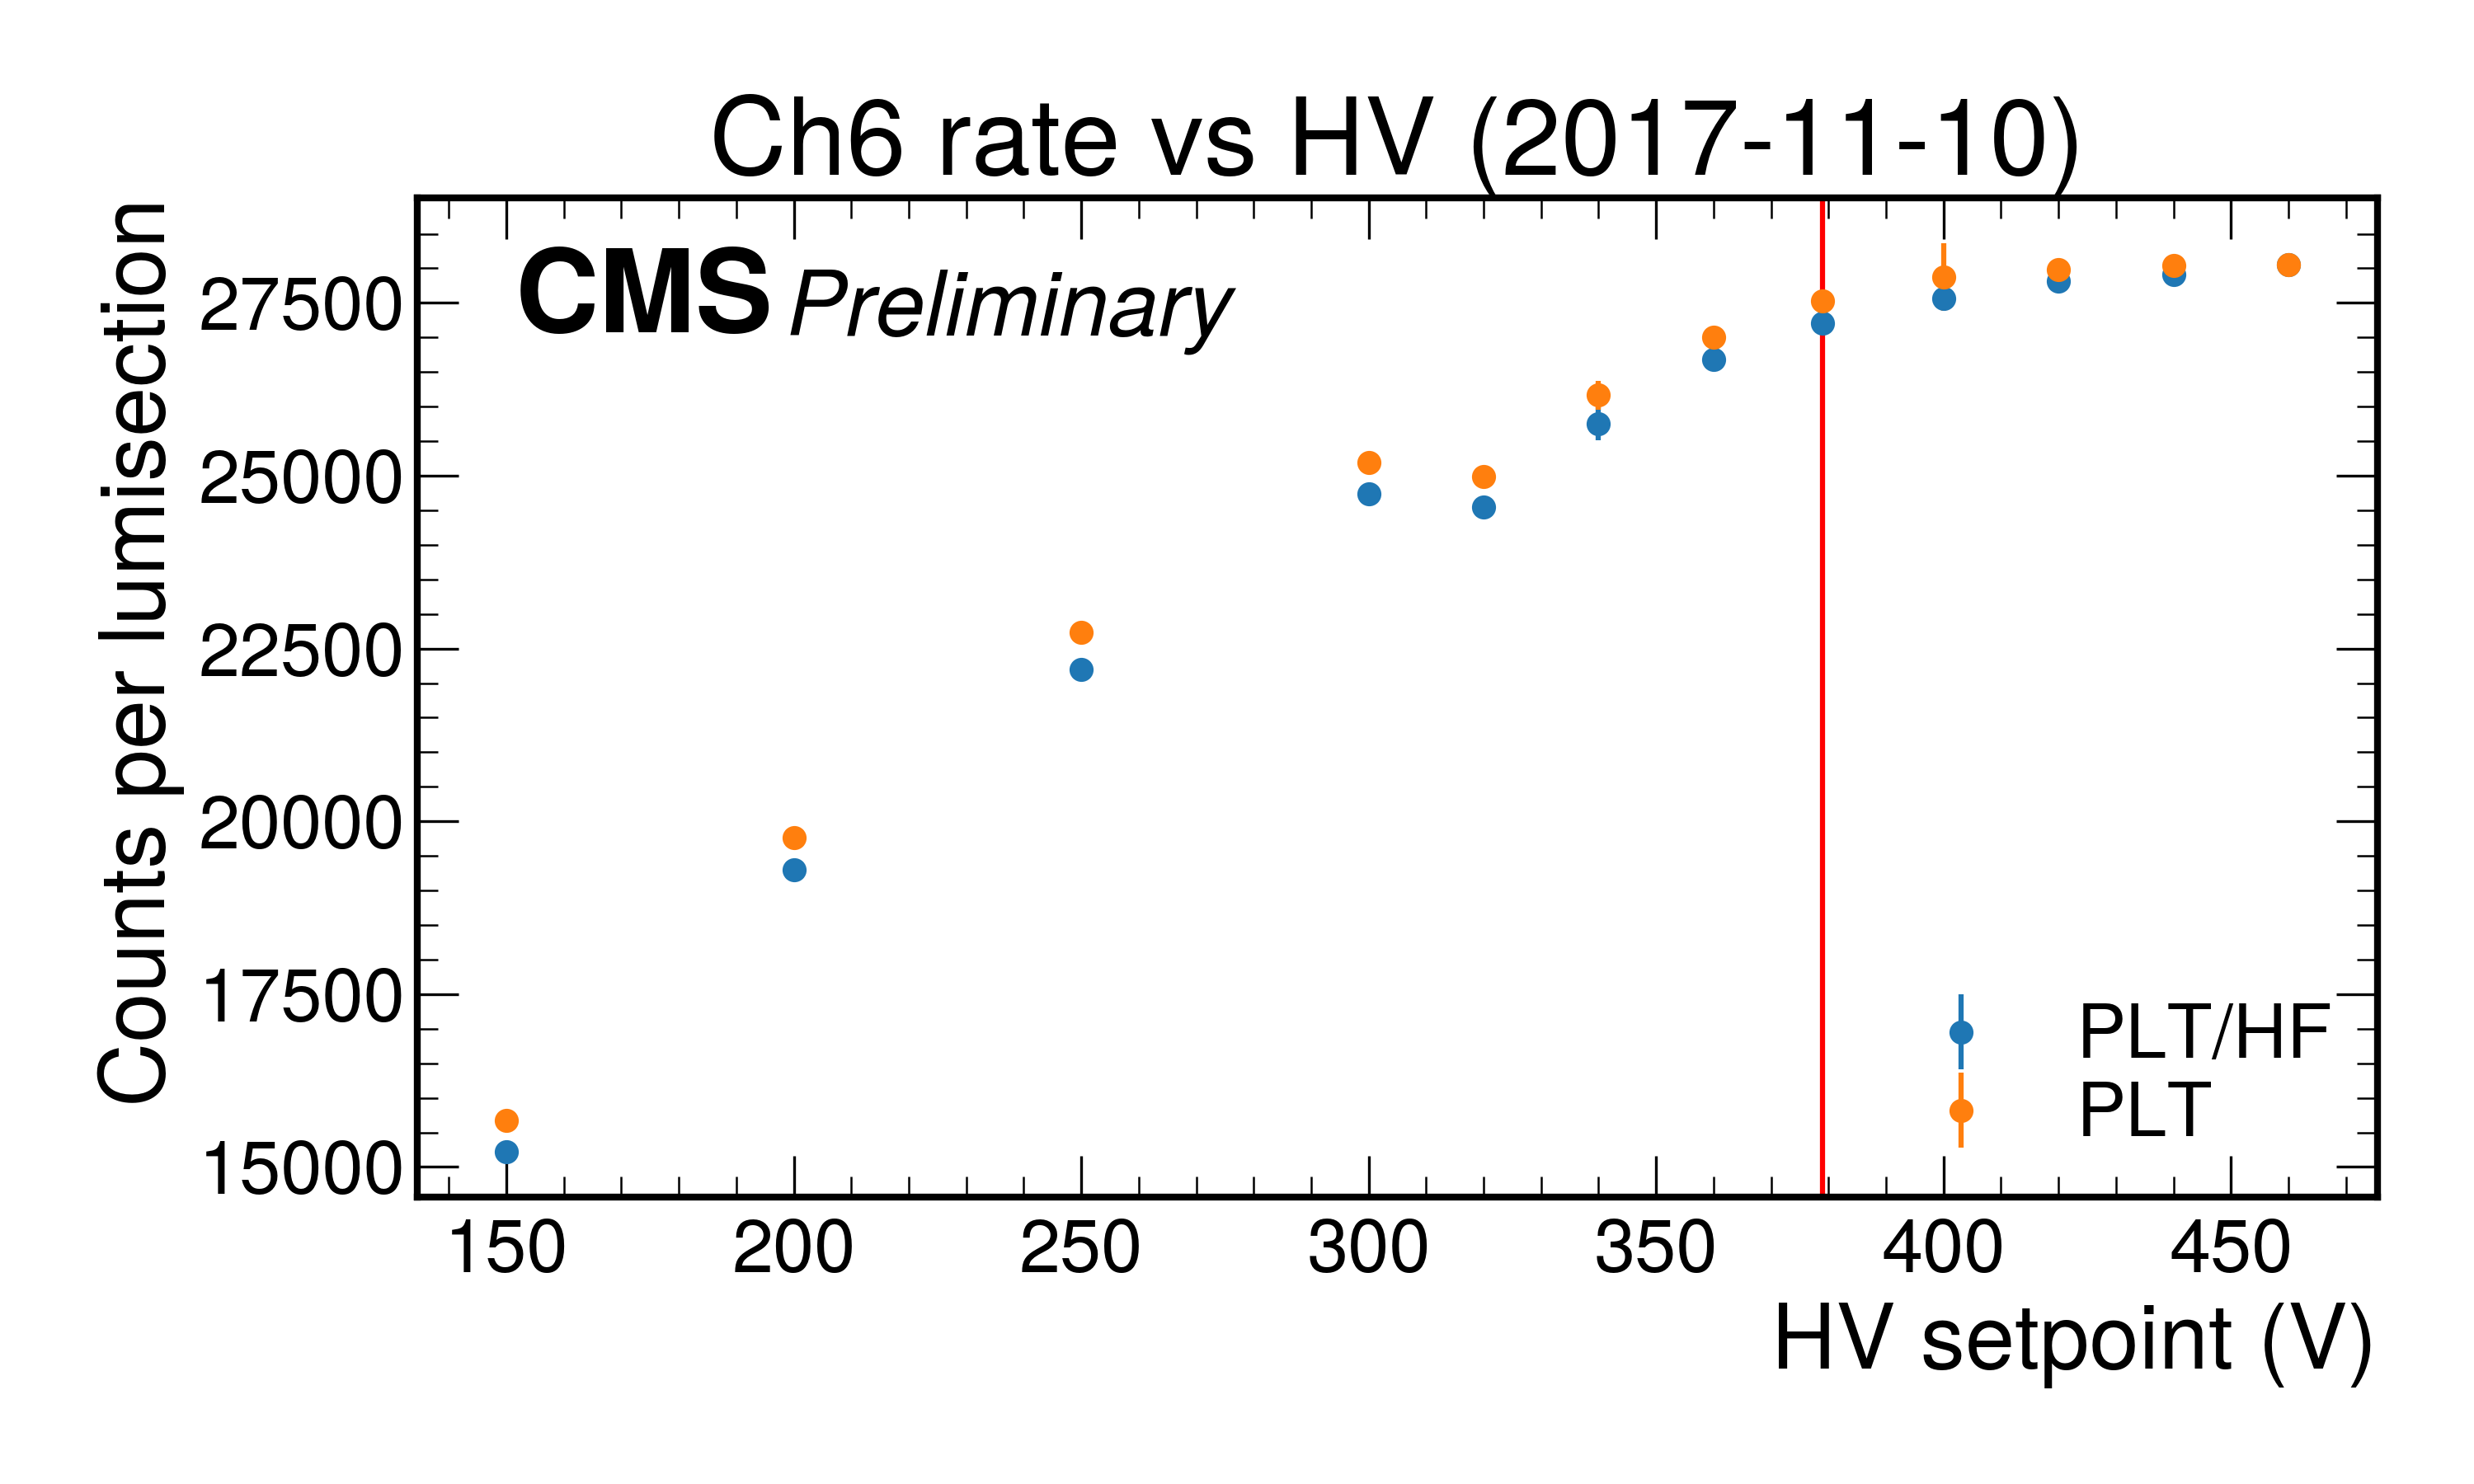 Ch6 rate vs HV (2017-11-10)
CMS Preliminary
Counts per lumisection
27500
25000
22500
20000
17500
15000
PLT/HF
PLT
150 200 250 300 350 400 450
HV setpoint (V)